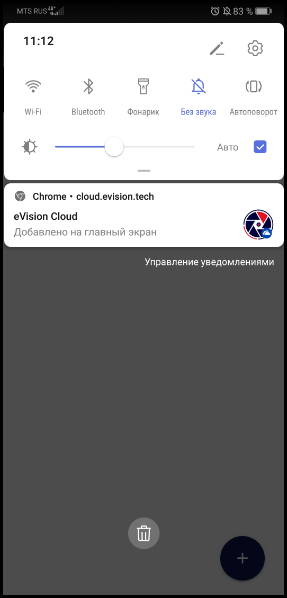 MTS RUS 4G 83 %
11:12
Wi-Fi Bluetooth Фонарик Без звука Автоповорот
Авто
Chrome • cloud.evision.tech
eVision Cloud
Добавлено на главный экран
Управление уведомлениями